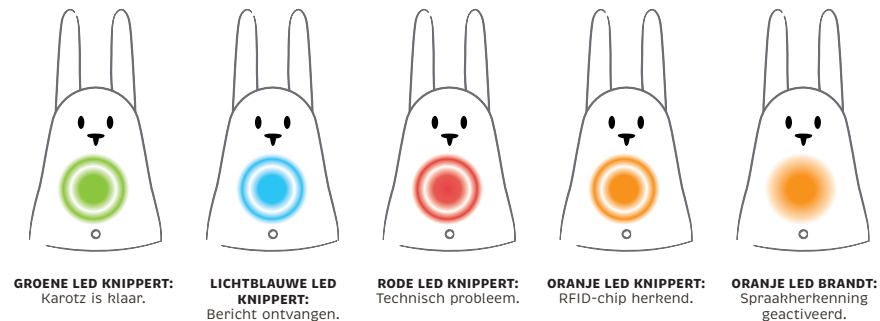 GROENE LED KNIPPERT:
Karotz is klaar.
LICHTBLAUWE LED
KNIPPERT:
Bericht ontvangen.
RODE LED KNIPPERT:
Technisch probleem.
ORANJE LED KNIPPERT:
RFID-chip herkend.
ORANJE LED BRANDT:
Spraakherkenning
geactiveerd.